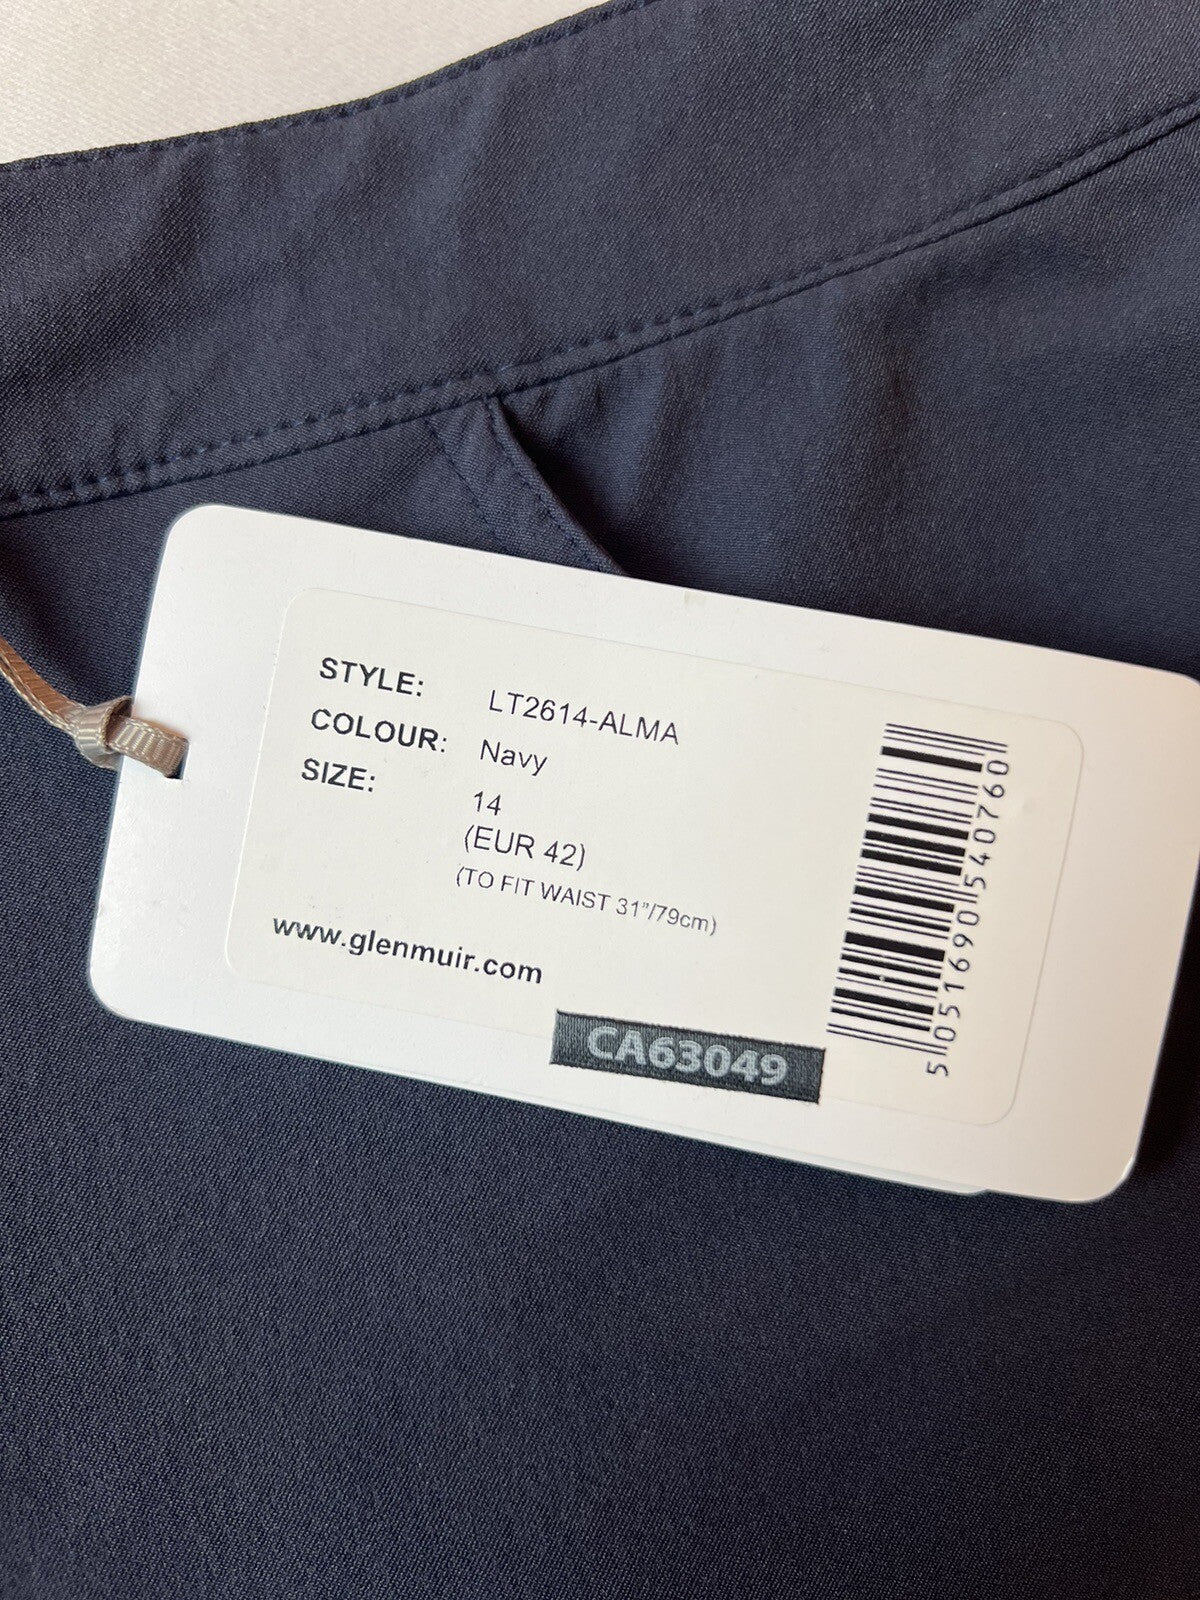 STYLE: LT2614-ALMA
COLOUR: Navy
SIZE: 14
(EUR 42)
(TO FIT WAIST 31"/79cm)
www.glenmuir.com
CA63049
5 051690 540760